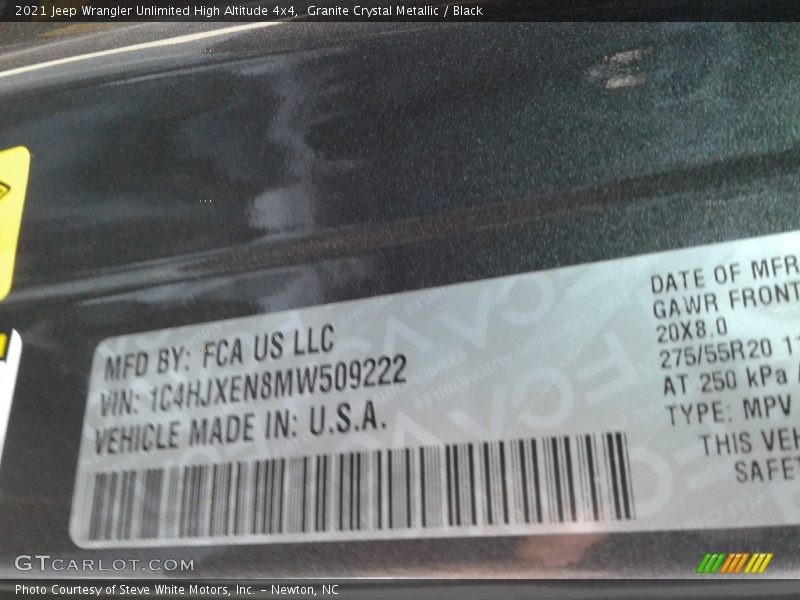 2021 Jeep Wrangler Unlimited High Altitude 4x4, Granite Crystal Metallic / Black
MFD BY: FCA US LLC
VIN: 1C4HJXEN8MW509222
VEHICLE MADE IN: U.S.A.
DATE OF MFR
GAWR FRONT
20X8.0
275/55R20
AT 250 kPa
TYPE: MPV
THIS VEH
SAFET
GTCARLOT.COM
Photo Courtesy of Steve White Motors, Inc. – Newton, NC